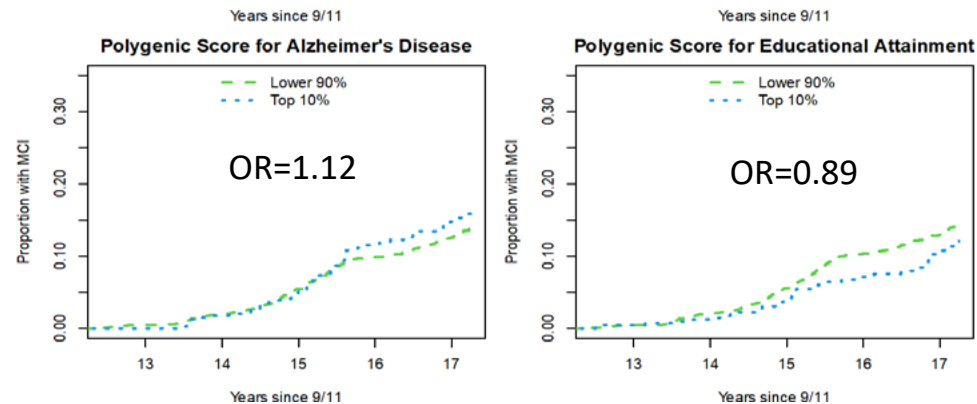 Years since 9/11
Polygenic Score for Alzheimer's Disease
Lower 90%
Top 10%
OR=1.12
Proportion with MCI
0.00
0.10
0.20
0.30
13 14 15 16 17
Years since 9/11
Years since 9/11
Polygenic Score for Educational Attainment
Lower 90%
Top 10%
OR=0.89
Proportion with MCI
0.00
0.10
0.20
0.30
13 14 15 16 17
Years since 9/11